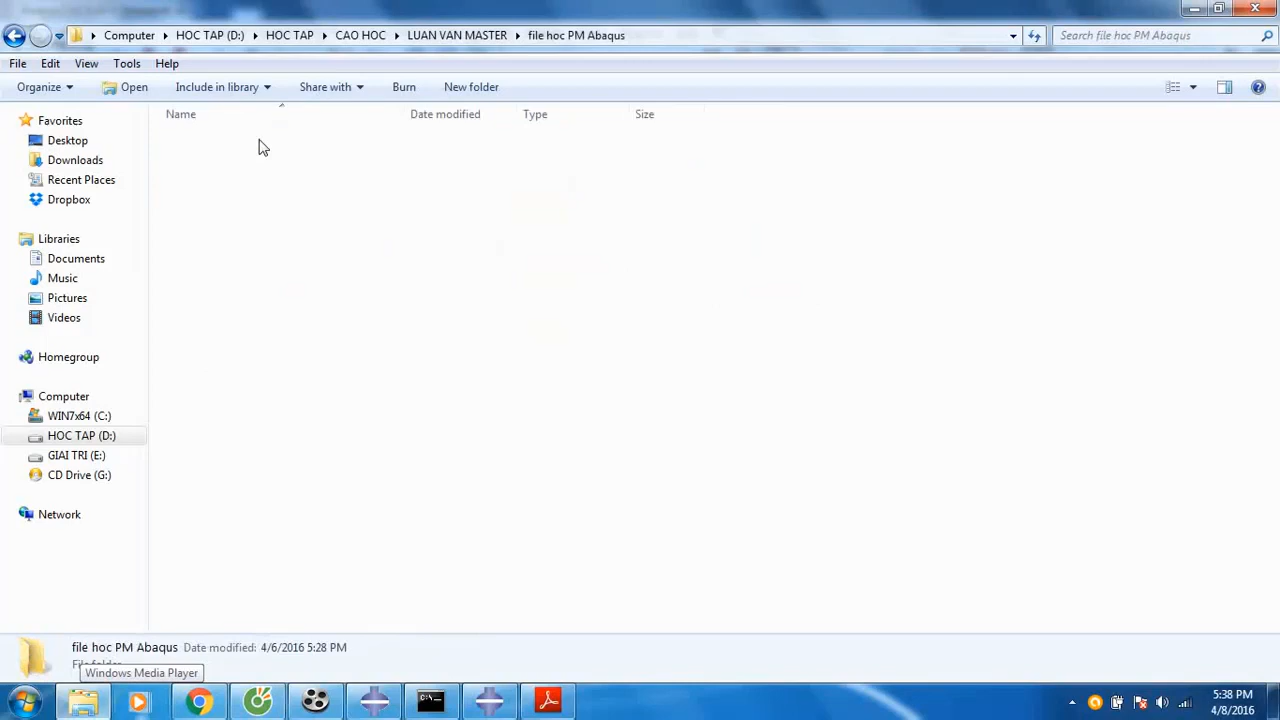 Computer HOC TAP (D:) HOC TAP CAO HOC LUAN VAN MASTER file hoc PM Abaqus
Search file hoc PM Abaqus
File Edit View Tools Help
Organize Open Include in library Share with Burn New folder
Name Date modified Type Size
Favorites
Desktop
Downloads
Recent Places
Dropbox
Libraries
Documents
Music
Pictures
Videos
Homegroup
Computer
WIN7x64 (C:)
HOC TAP (D:)
GIAI TRI (E:)
CD Drive (G:)
Network
file hoc PM Abaqus Date modified: 4/6/2016 5:28 PM
File folder
Windows Media Player
5:38 PM
4/8/2016